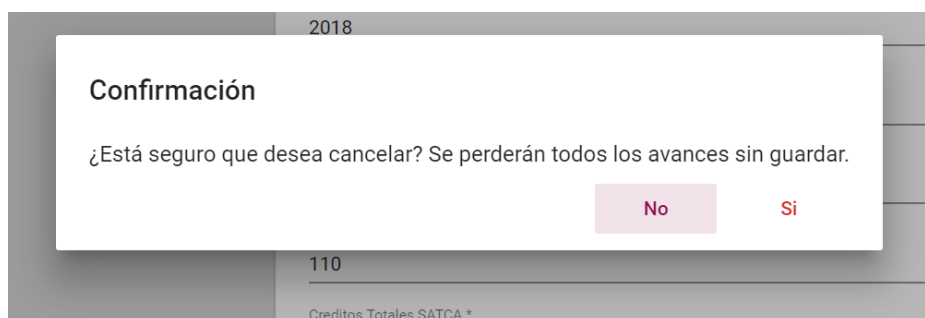 2018
Confirmación
¿Está seguro que desea cancelar? Se perderán todos los avances sin guardar.
No Si
110
Creditos Totales SATCA *